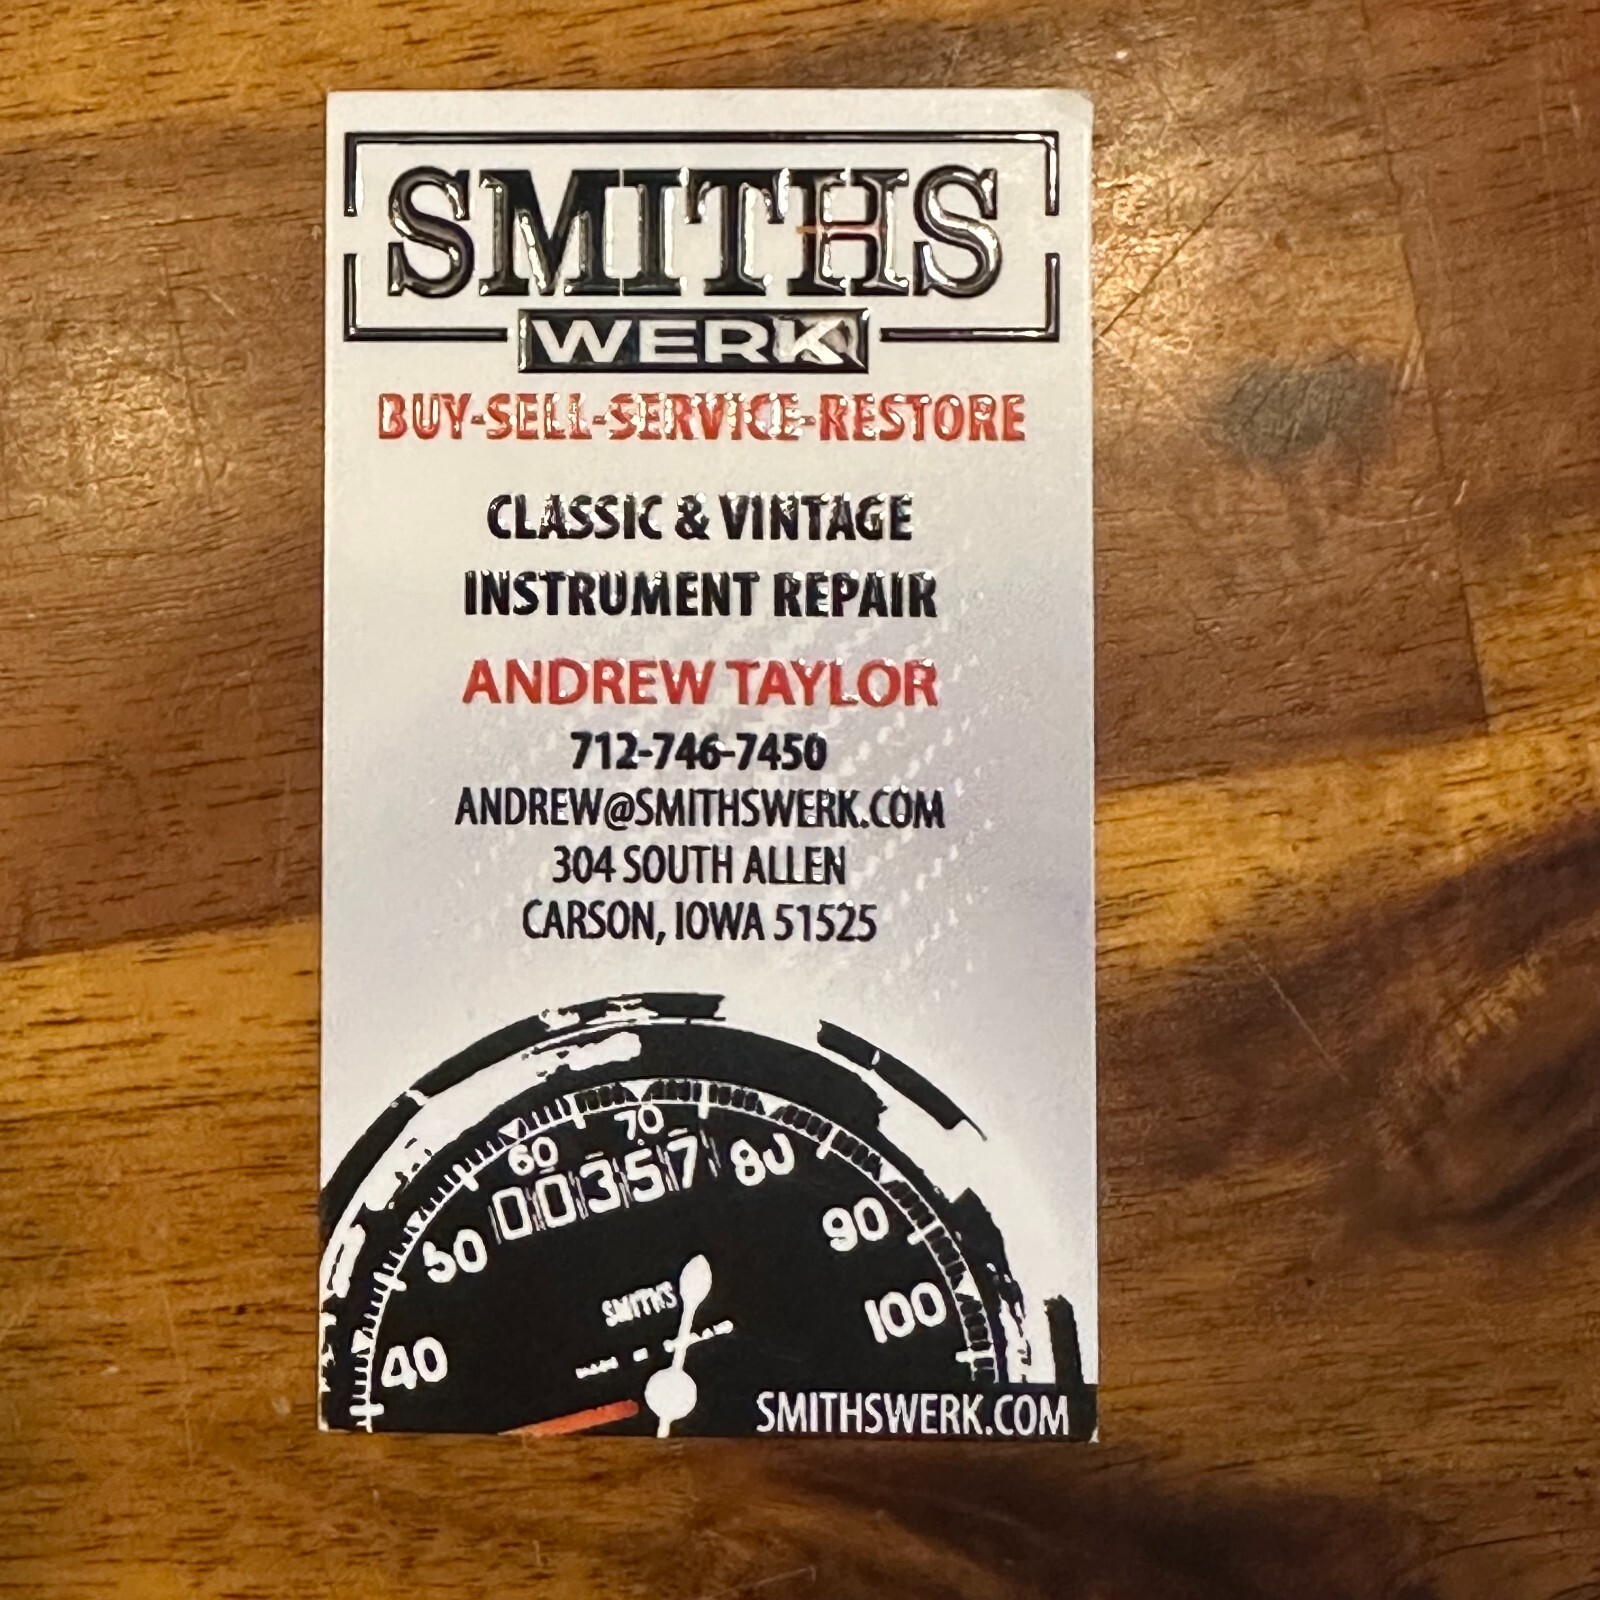 SMITHS
WERK
BUY-SELL-SERVICE-RESTORE
CLASSIC & VINTAGE
INSTRUMENT REPAIR
ANDREW TAYLOR
712-746-7450
ANDREW@SMITHSWERK.COM
304 SOUTH ALLEN
CARSON, IOWA 51525
40
50
60
70
80
90
100
00357
SMITHS
SMITHSWERK.COM